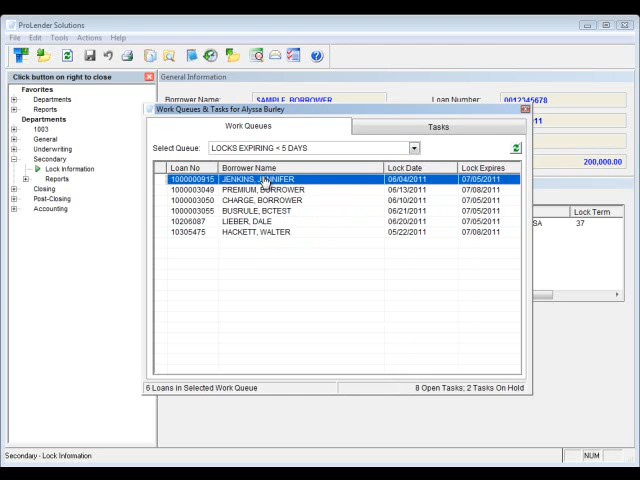 ProLender Solutions
File Edit Tools Actions Help
Click button on right to close
Favorites
Departments
Reports
Departments
1003
General
Underwriting
Secondary
Lock Information
Reports
Closing
Post-Closing
Accounting
General Information
Borrower Name: SAMPLE, BORROWER Loan Number: 0012345678
Work Queues & Tasks for Alyssa Burley
Work Queues Tasks
Select Queue: LOCKS EXPIRING < 5 DAYS
Loan No Borrower Name Lock Date Lock Expires
1000000915 JENKINS, JENNIFER 06/04/2011 07/05/2011
1000003049 PREMIUM, BORROWER 06/13/2011 07/08/2011
1000003050 CHARGE, BORROWER 06/10/2011 07/05/2011
1000003055 BUSRULE, BCTEST 06/21/2011 07/05/2011
10206087 LIEBER, DALE 06/20/2011 07/05/2011
10305475 HACKETT, WALTER 05/22/2011 07/08/2011
6 Loans in Selected Work Queue 8 Open Tasks; 2 Tasks On Hold
2011
200,000.00
Lock Term
SA 37
Secondary - Lock Information NUM